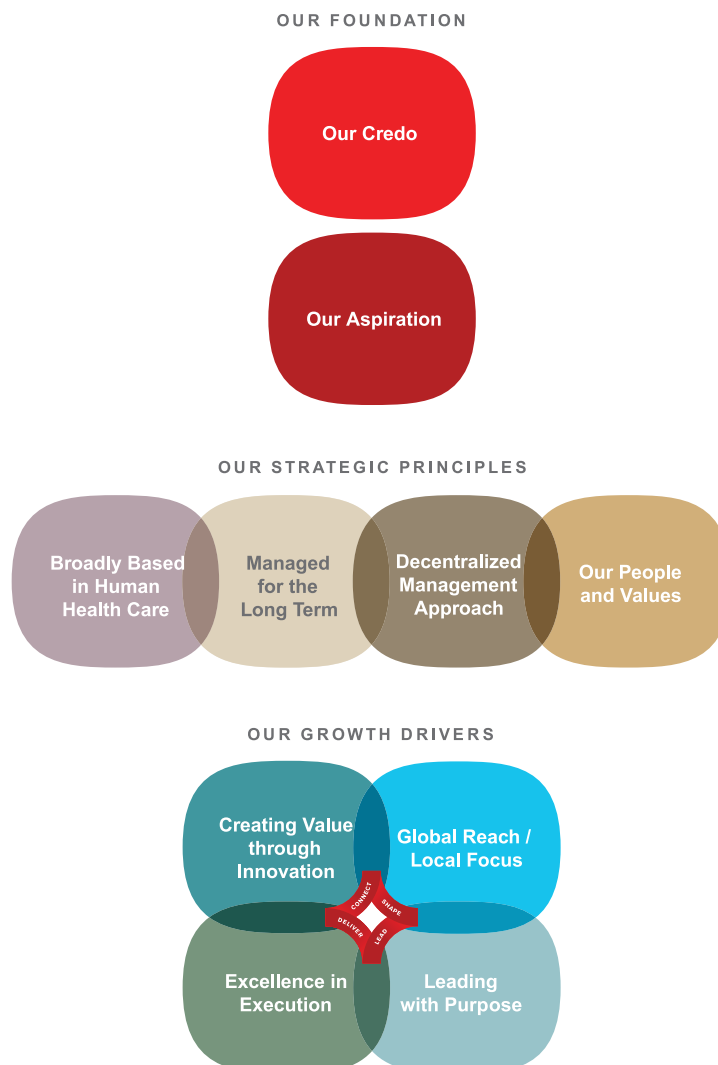 OUR FOUNDATION
Our Credo
Our Aspiration
OUR STRATEGIC PRINCIPLES
Broadly Based
in Human
Health Care
Managed
for the
Long Term
Decentralized
Management
Approach
Our People
and Values
OUR GROWTH DRIVERS
Creating Value
through
Innovation
Global Reach /
Local Focus
CONNECT
SHAPE
DELIVER
LEAD
Excellence in
Execution
Leading
with Purpose